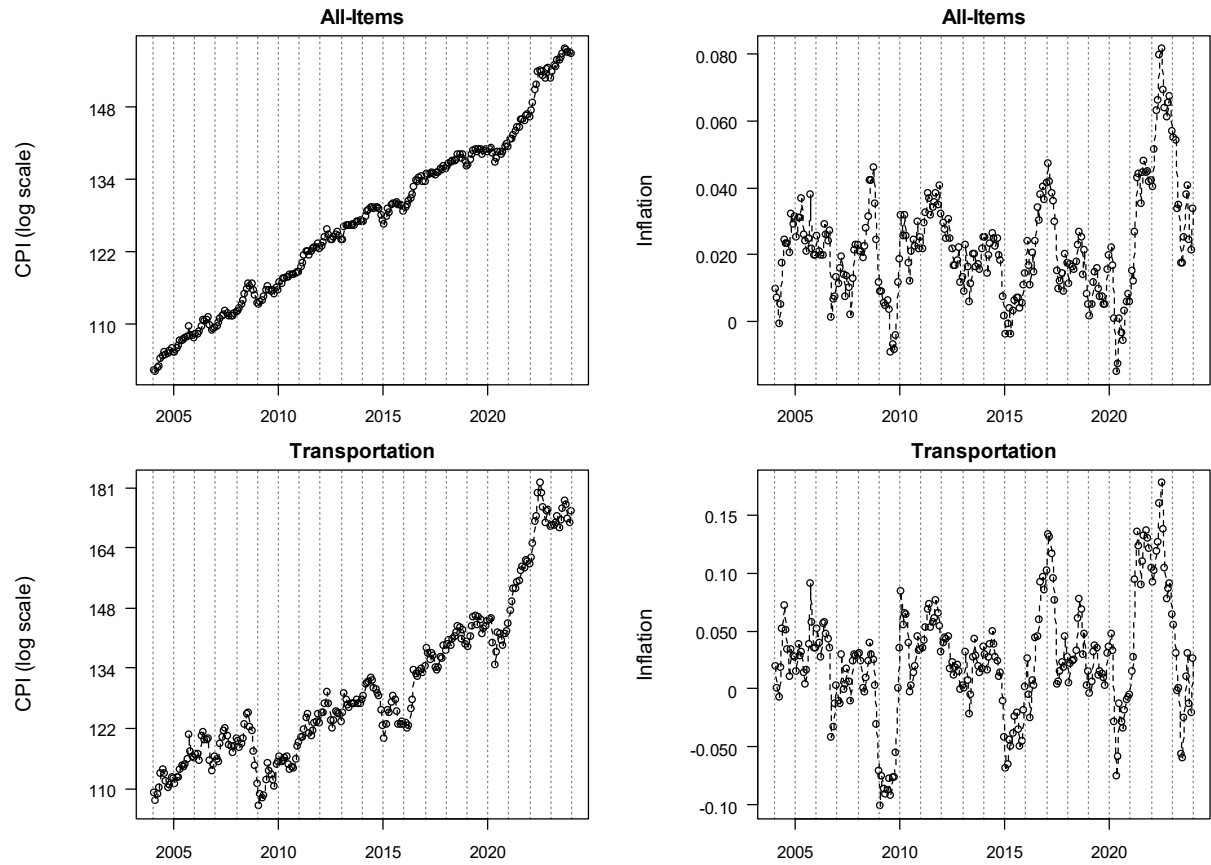 All-Items
CPI (log scale)
148
134
122
110
2005 2010 2015 2020
All-Items
Inflation
0.080
0.060
0.040
0.020
0
2005 2010 2015 2020
Transportation
CPI (log scale)
181
164
148
134
122
110
2005 2010 2015 2020
Transportation
Inflation
0.15
0.10
0.050
0
-0.050
-0.10
2005 2010 2015 2020